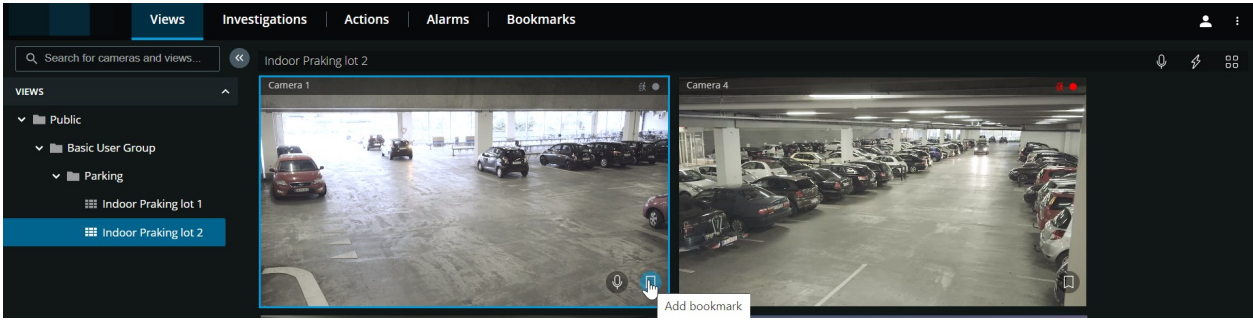 Views Investigations Actions Alarms Bookmarks
Search for cameras and views...
Indoor Praking lot 2
VIEWS
Public
Basic User Group
Parking
Indoor Praking lot 1
Indoor Praking lot 2
Camera 1
Camera 4
Add bookmark